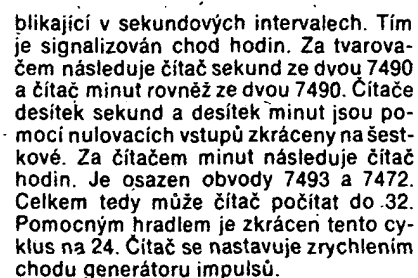 blikající v sekundových intervalech. Tím
je signalizován chod hodin. Za tvarova-
čem následuje čítač sekund ze dvou 7490
a čítač minut rovněž ze dvou 7490. Čítače
desítek sekund a desítek minut jsou po-
mocí nulovacích vstupů zkráceny na šest-
kové. Za čítačem minut následuje čítač
hodin. Je osazen obvody 7493 a 7472.
Celkem tedy může čítač počítat do 32.
Pomocným hradlem je zkrácen tento cy-
klus na 24. Čítač se nastavuje zrychlením
chodu generátoru impulsů.